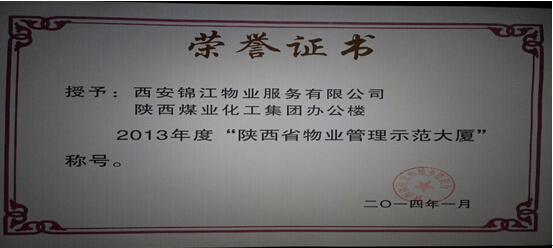 荣誉证书
授予：西安锦江物业服务有限公司
陕西煤业化工集团办公楼
2013年度“陕西省物业管理示范大厦”
称号。
二〇一四年一月